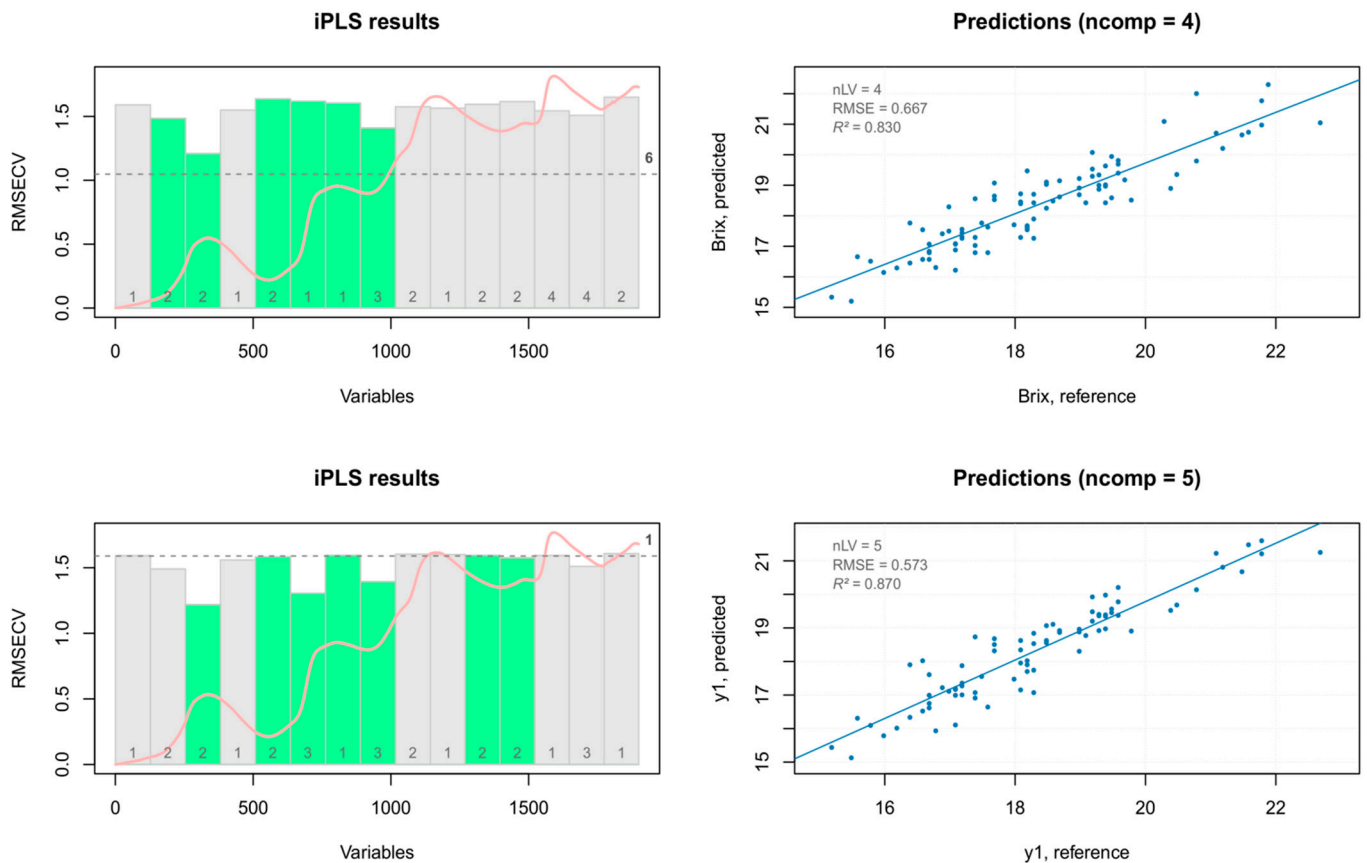 iPLS results
RMSECV
1.5
1.0
0.5
0.0
6
1 2 2 1 2 1 1 3 2 1 2 2 4 4 2
0 500 1000 1500
Variables
Predictions (ncomp = 4)
nLV = 4
RMSE = 0.667
R² = 0.830
Brix, predicted
21
19
17
15
16 18 20 22
Brix, reference
iPLS results
RMSECV
1.5
1.0
0.5
0.0
1
1 2 2 1 2 3 1 3 2 1 2 2 1 3 1
0 500 1000 1500
Variables
Predictions (ncomp = 5)
nLV = 5
RMSE = 0.573
R² = 0.870
y1, predicted
21
19
17
15
16 18 20 22
y1, reference